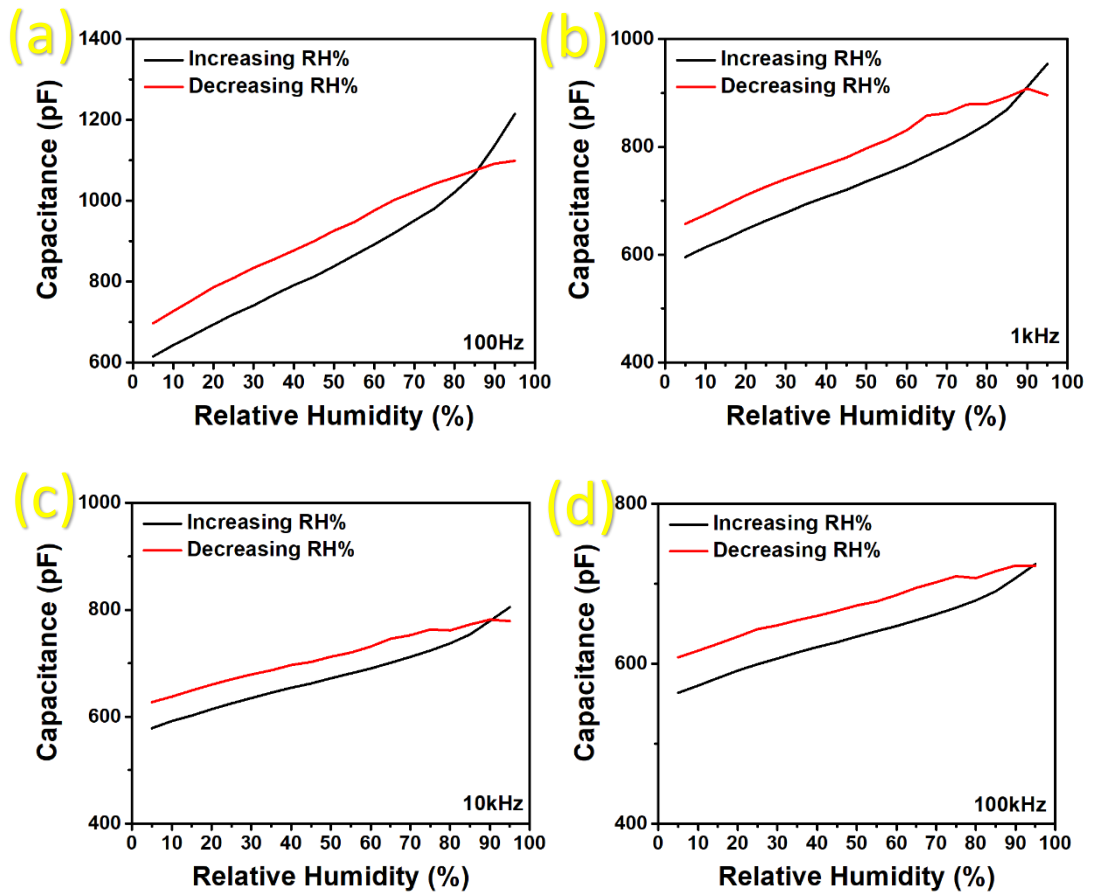 (a)
1400
1200
1000
800
600
Capacitance (pF)
Increasing RH%
Decreasing RH%
100Hz
0 10 20 30 40 50 60 70 80 90 100
Relative Humidity (%)
(b)
1000
800
600
400
Capacitance (pF)
Increasing RH%
Decreasing RH%
1kHz
0 10 20 30 40 50 60 70 80 90 100
Relative Humidity (%)
(c)
1000
800
600
400
Capacitance (pF)
Increasing RH%
Decreasing RH%
10kHz
0 10 20 30 40 50 60 70 80 90 100
Relative Humidity (%)
(d)
800
600
400
Capacitance (pF)
Increasing RH%
Decreasing RH%
100kHz
0 10 20 30 40 50 60 70 80 90 100
Relative Humidity (%)